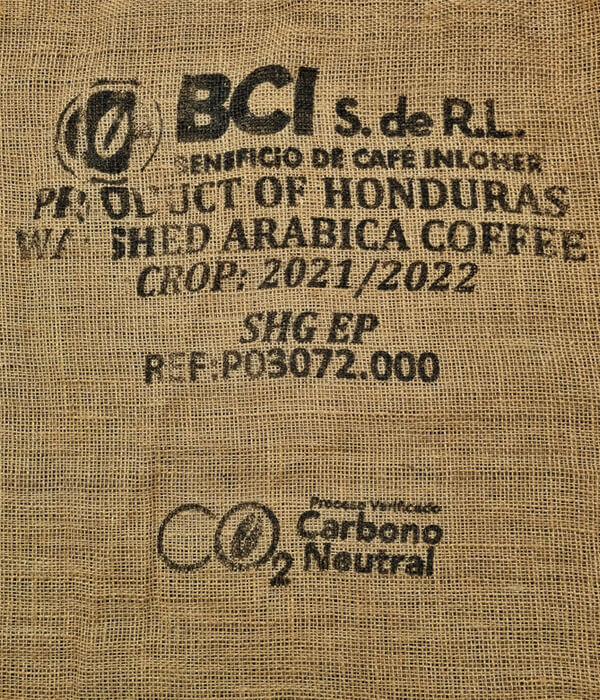 BCI S. de R.L.
BENEFICIO DE CAFÉ INLOHER
PRODUCT OF HONDURAS
WASHED ARABICA COFFEE
CROP: 2021/2022
SHG EP
REF:P03072.000
Proceso Verificado
CO2 Carbono
Neutral